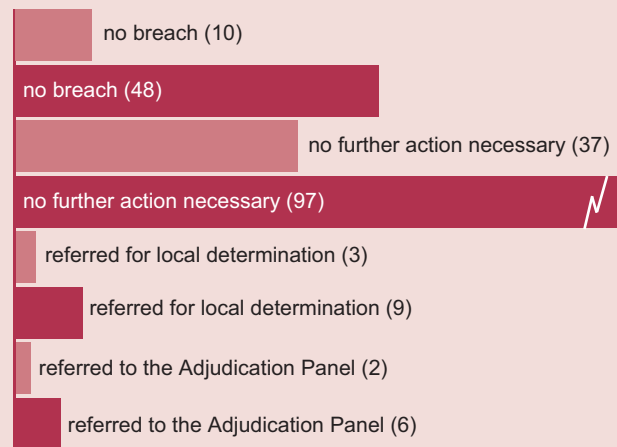 no breach (10)
no breach (48)
no further action necessary (37)
no further action necessary (97)
referred for local determination (3)
referred for local determination (9)
referred to the Adjudication Panel (2)
referred to the Adjudication Panel (6)